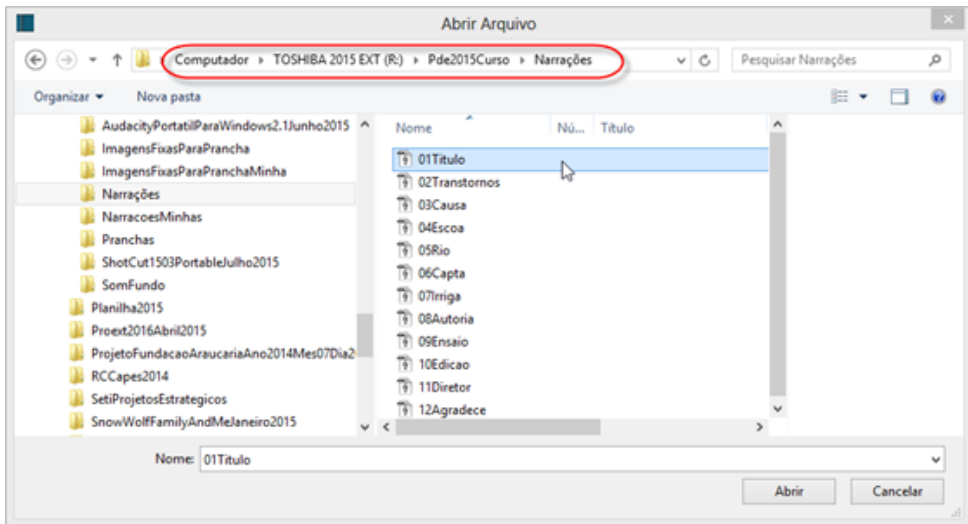 Abrir Arquivo
Computador TOSHIBA 2015 EXT (R:) Pde2015Curso Narrações
Pesquisar Narrações
Organizar Nova pasta
AudacityPortatilParaWindows2.1Junho2015
ImagensFixasParaPrancha
ImagensFixasParaPranchaMinha
Narrações
NarracoesMinhas
Pranchas
ShotCut1503PortableJulho2015
SomFundo
Planilha2015
Proext2016Abril2015
ProjetoFundacaoAraucariaAno2014Mes07Dia2
RCCapes2014
SetiProjetosEstrategicos
SnowWolfFamilyAndMeJaneiro2015
Nome Nú... Título
01Titulo
02Transtornos
03Causa
04Escoa
05Rio
06Capta
07Irriga
08Autoria
09Ensaio
10Edicao
11Diretor
12Agradece
Nome: 01Titulo
Abrir Cancelar